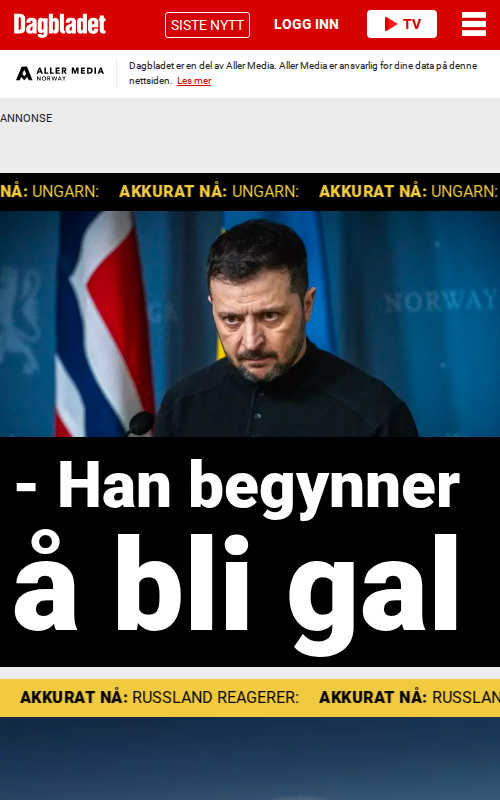 Dagbladet
SISTE NYTT
LOGG INN
TV
ALLER MEDIA
NORWAY
Dagbladet er en del av Aller Media. Aller Media er ansvarlig for dine data på denne
nettsiden. Les mer
ANNONSE
NÅ: UNGARN: AKKURAT NÅ: UNGARN: AKKURAT NÅ: UNGARN:
NORWAY
- Han begynner
å bli gal
AKKURAT NÅ: RUSSLAND REAGERER: AKKURAT NÅ: RUSSLAN